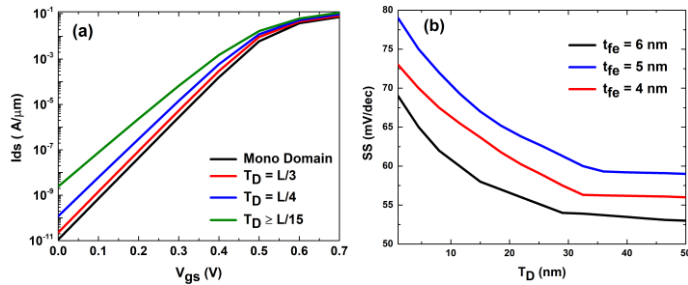 (a)
Ids ( A/μm)
10⁻¹
10⁻³
10⁻⁵
10⁻⁷
10⁻⁹
10⁻¹¹
Mono Domain
T_D = L/3
T_D = L/4
T_D ≥ L/15
0.0 0.1 0.2 0.3 0.4 0.5 0.6 0.7
V_gs (V)
(b)
SS (mV/dec)
80
75
70
65
60
55
50
t_fe = 6 nm
t_fe = 5 nm
t_fe = 4 nm
10 20 30 40 50
T_D (nm)